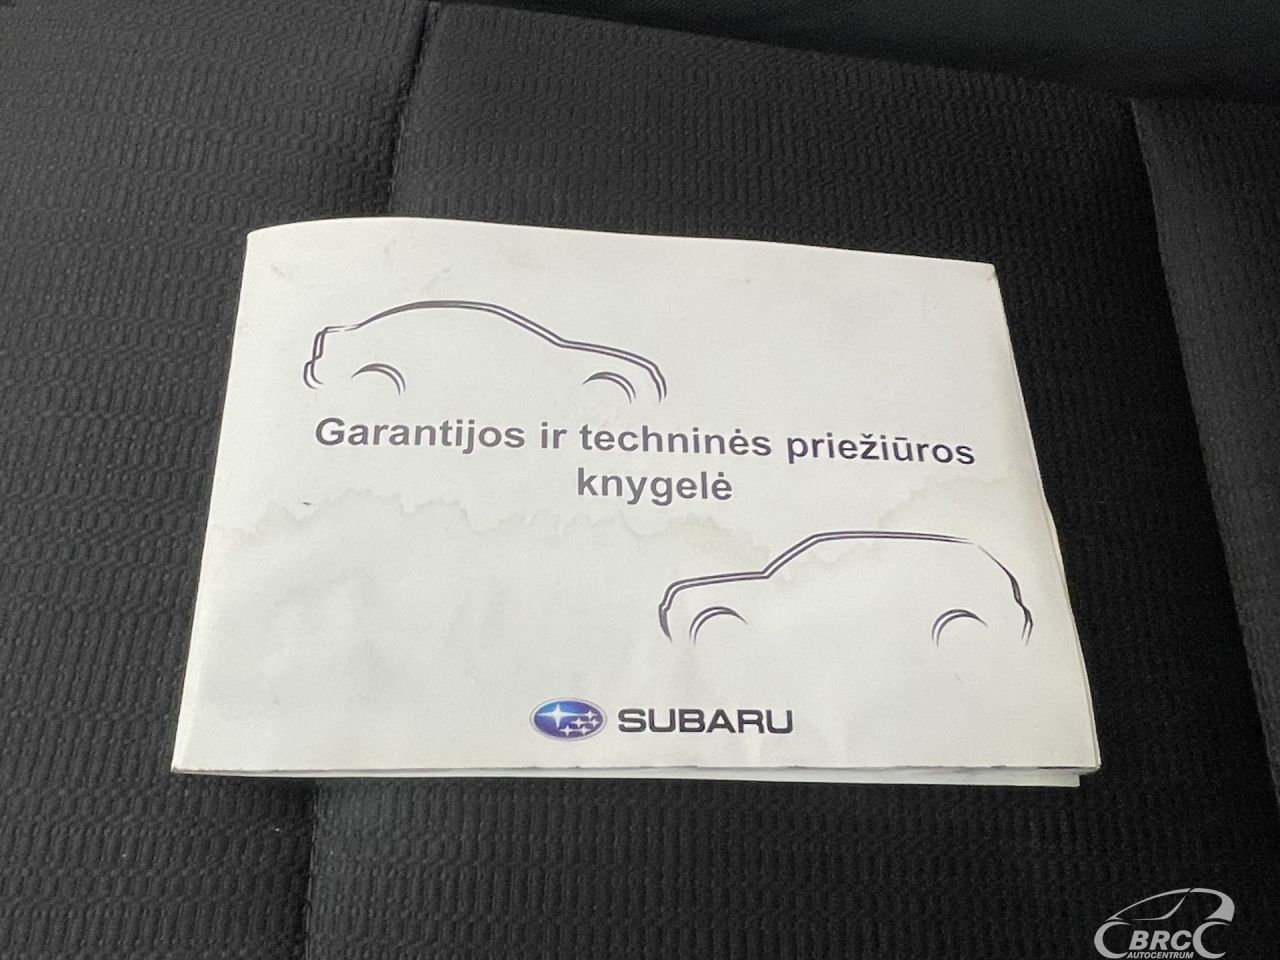 Garantijos ir techninės priežiūros
knygelė
SUBARU
BRC
AUTOCENTRUM